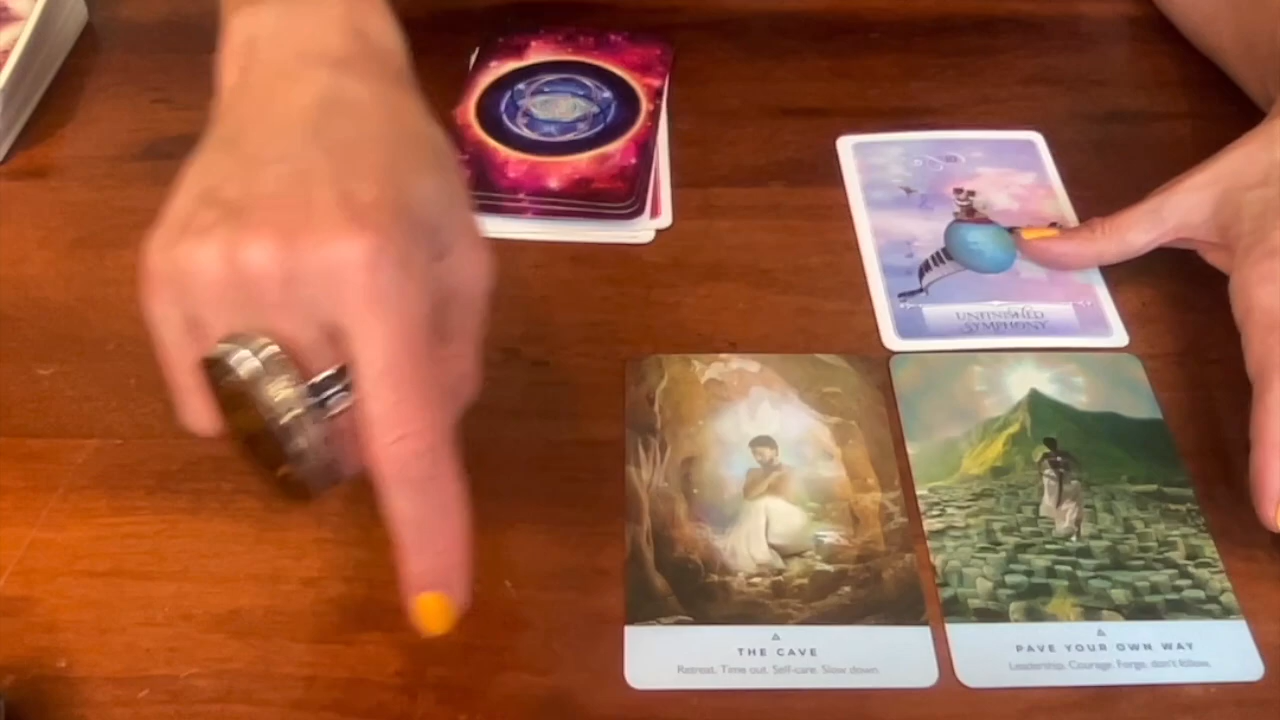 UNFINISHED
SYMPHONY
THE CAVE
Retreat. Time out. Self-care. Slow down.
PAVE YOUR OWN WAY
Leadership. Courage. Forge, don't follow.